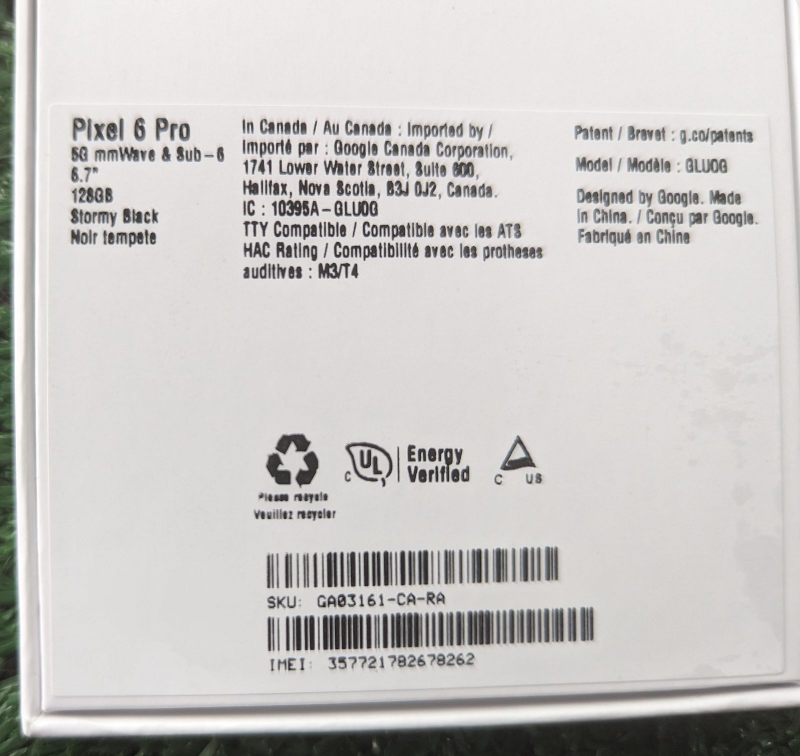 Pixel 6 Pro
5G mmWave & Sub-6
6.7"
128GB
Stormy Black
Noir tempete
In Canada / Au Canada : Imported by /
Importé par : Google Canada Corporation,
1741 Lower Water Street, Suite 600,
Halifax, Nova Scotia, B3J 0J2, Canada.
IC : 10395A-GLU0G
TTY Compatible / Compatible avec les ATS
HAC Rating / Compatibilité avec les protheses
auditives : M3/T4
Patent / Brevet : g.co/patents
Model / Modèle : GLU0G
Designed by Google. Made
in China. / Conçu par Google.
Fabriqué en Chine
Please recycle
Veuillez recycler
C UL
Energy
Verified
C US
SKU: GA03161-CA-RA
IMEI: 357721782678262